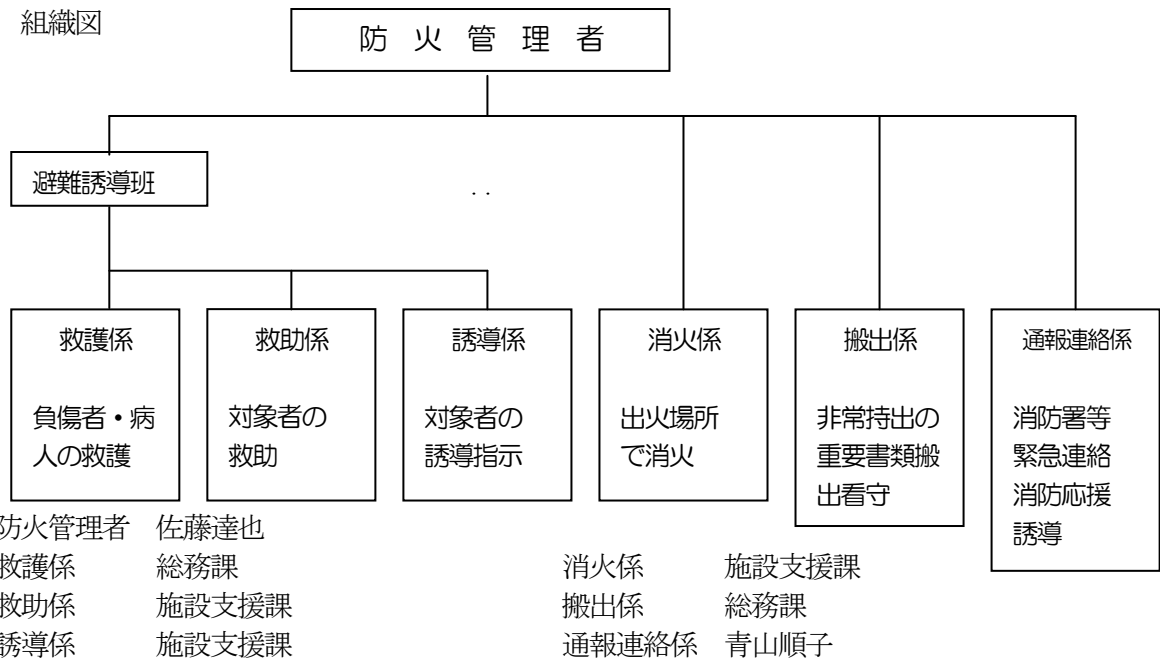 組織図
防 火 管 理 者
避難誘導班
. .
救護係
負傷者・病
人の救護
救助係
対象者の
救助
誘導係
対象者の
誘導指示
消火係
出火場所
で消火
搬出係
非常持出の
重要書類搬
出看守
通報連絡係
消防署等
緊急連絡
消防応援
誘導
防火管理者 佐藤達也
救護係 総務課
救助係 施設支援課
誘導係 施設支援課
消火係 施設支援課
搬出係 総務課
通報連絡係 青山順子